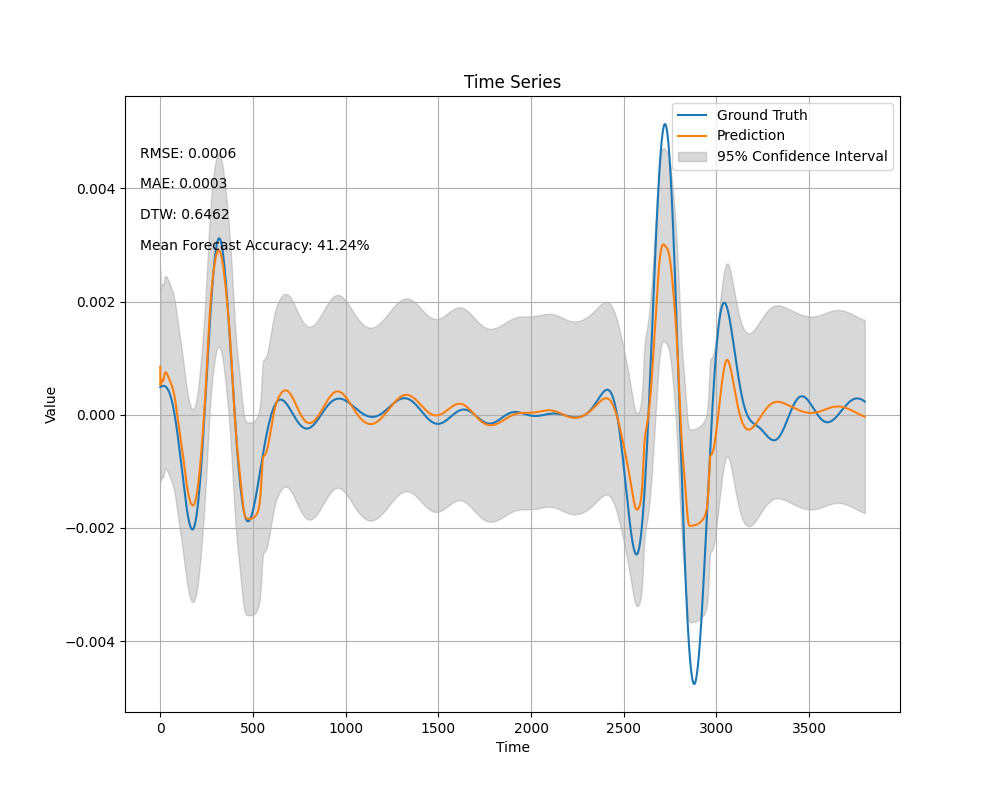 Time Series
Ground Truth
Prediction
95% Confidence Interval
RMSE: 0.0006
MAE: 0.0003
DTW: 0.6462
Mean Forecast Accuracy: 41.24%
Value
0.004
0.002
0.000
−0.002
−0.004
0 500 1000 1500 2000 2500 3000 3500
Time